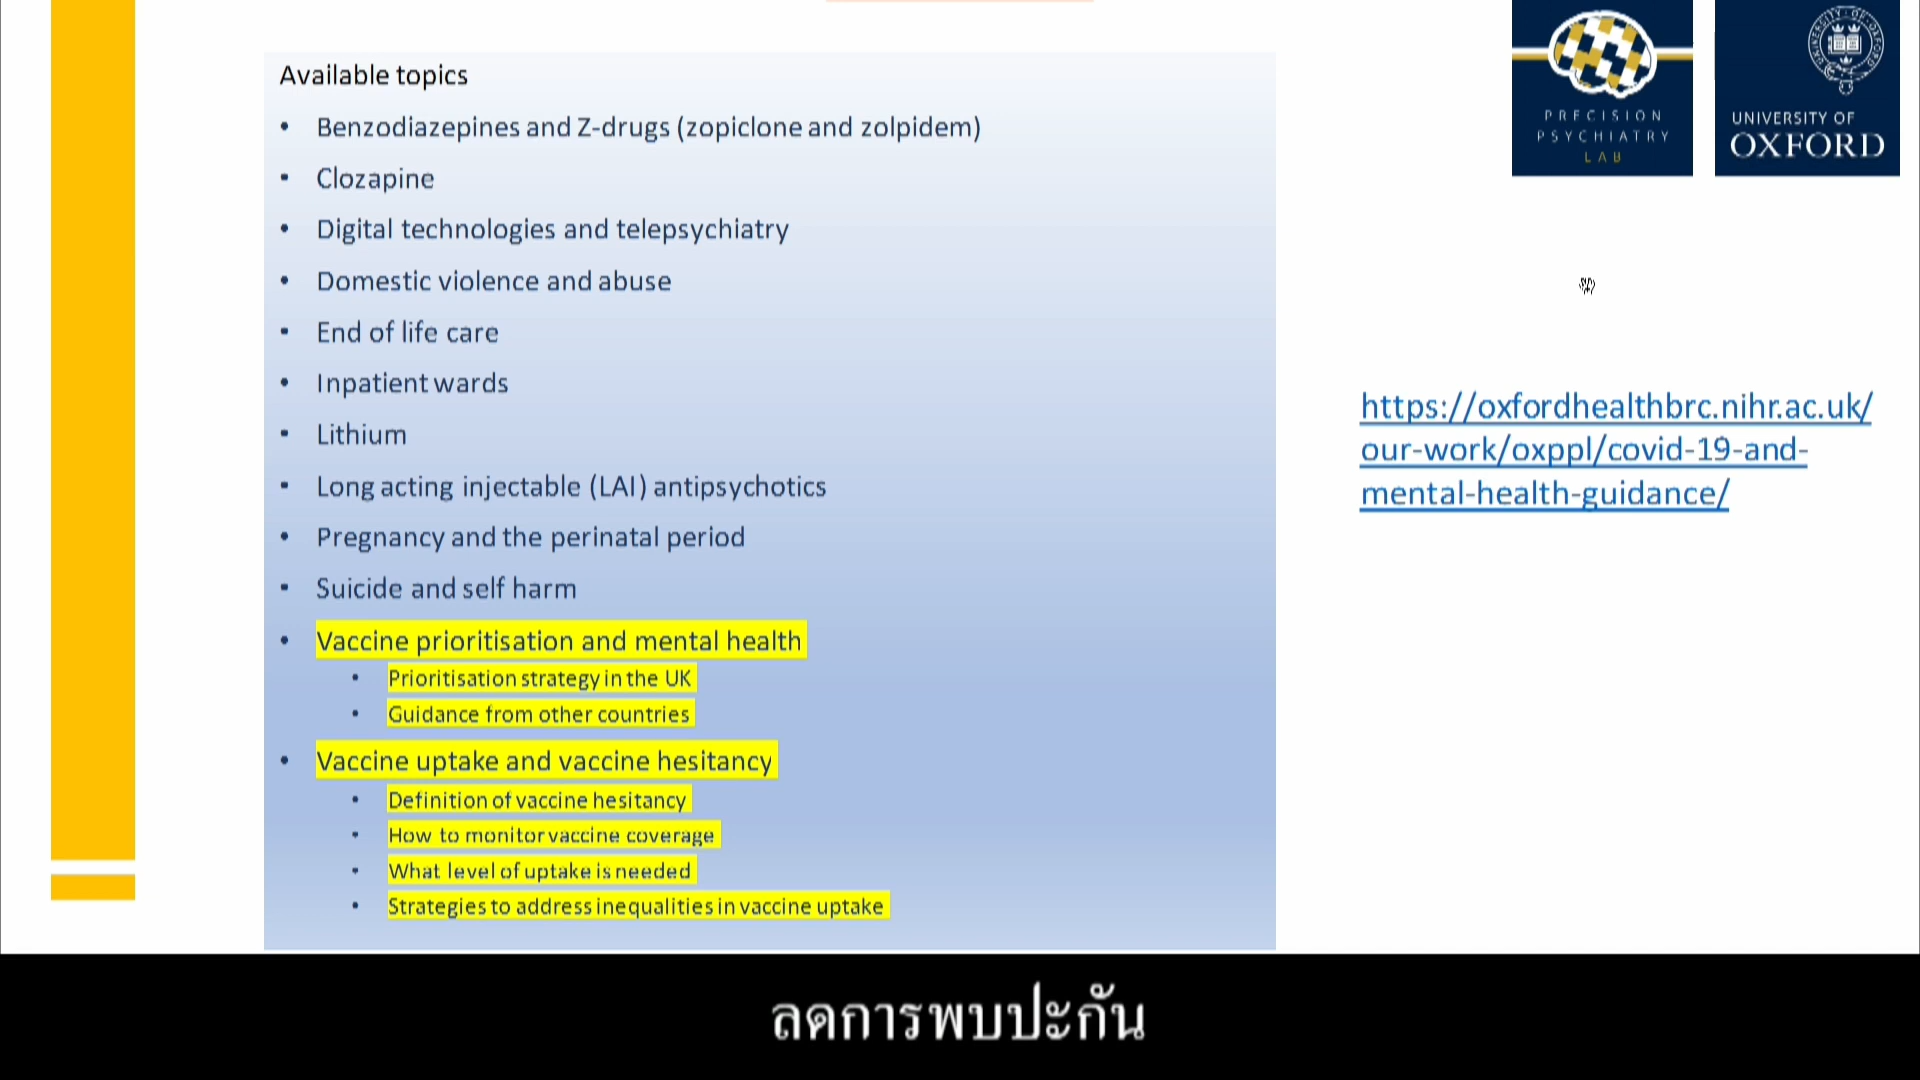 Available topics
• Benzodiazepines and Z-drugs (zopiclone and zolpidem)
• Clozapine
• Digital technologies and telepsychiatry
• Domestic violence and abuse
• End of life care
• Inpatient wards
• Lithium
• Long acting injectable (LAI) antipsychotics
• Pregnancy and the perinatal period
• Suicide and self harm
• Vaccine prioritisation and mental health
• Prioritisation strategy in the UK
• Guidance from other countries
• Vaccine uptake and vaccine hesitancy
• Definition of vaccine hesitancy
• How to monitor vaccine coverage
• What level of uptake is needed
• Strategies to address inequalities in vaccine uptake
PRECISION
PSYCHIATRY
LAB
UNIVERSITY OF
OXFORD
https://oxfordhealthbrc.nihr.ac.uk/
our-work/oxppl/covid-19-and-
mental-health-guidance/
ลดการพบปะกัน